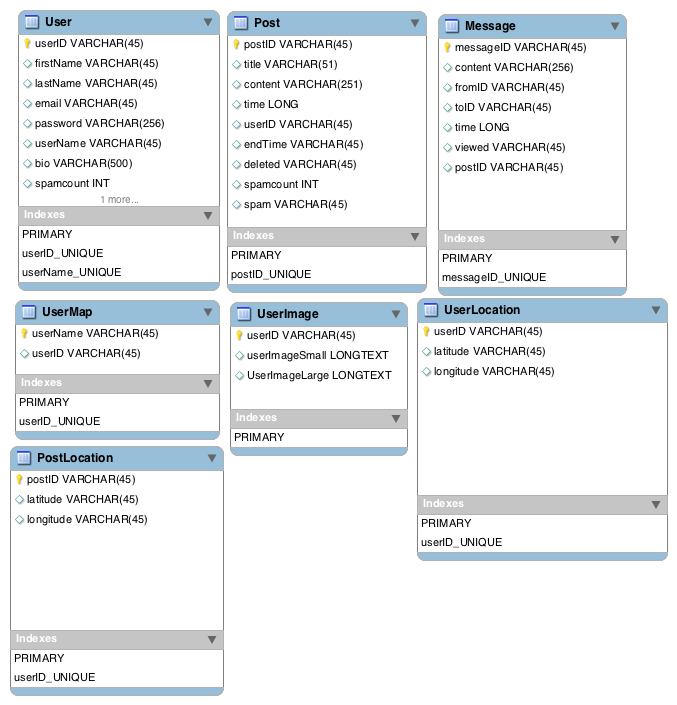 User
userID VARCHAR(45)
firstName VARCHAR(45)
lastName VARCHAR(45)
email VARCHAR(45)
password VARCHAR(256)
userName VARCHAR(45)
bio VARCHAR(500)
spamcount INT
1 more...
Indexes
PRIMARY
userID_UNIQUE
userName_UNIQUE
Post
postID VARCHAR(45)
title VARCHAR(51)
content VARCHAR(251)
time LONG
userID VARCHAR(45)
endTime VARCHAR(45)
deleted VARCHAR(45)
spamcount INT
spam VARCHAR(45)
Indexes
PRIMARY
postID_UNIQUE
Message
messageID VARCHAR(45)
content VARCHAR(256)
fromID VARCHAR(45)
toID VARCHAR(45)
time LONG
viewed VARCHAR(45)
postID VARCHAR(45)
Indexes
PRIMARY
messageID_UNIQUE
UserMap
userName VARCHAR(45)
userID VARCHAR(45)
Indexes
PRIMARY
userID_UNIQUE
UserImage
userID VARCHAR(45)
userImageSmall LONGTEXT
UserImageLarge LONGTEXT
Indexes
PRIMARY
UserLocation
userID VARCHAR(45)
latitude VARCHAR(45)
longitude VARCHAR(45)
Indexes
PRIMARY
userID_UNIQUE
PostLocation
postID VARCHAR(45)
latitude VARCHAR(45)
longitude VARCHAR(45)
Indexes
PRIMARY
userID_UNIQUE